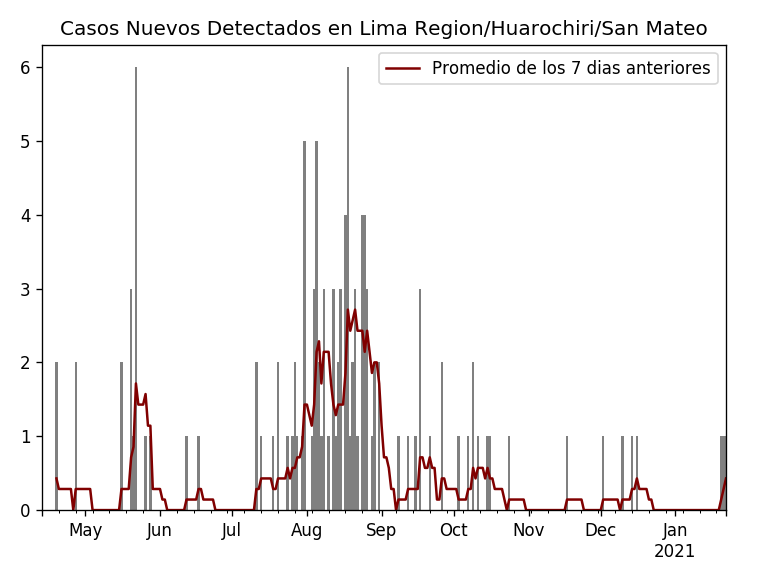 Casos Nuevos Detectados en Lima Region/Huarochiri/San Mateo
Promedio de los 7 dias anteriores
6
5
4
3
2
1
0
May Jun Jul Aug Sep Oct Nov Dec Jan
2021